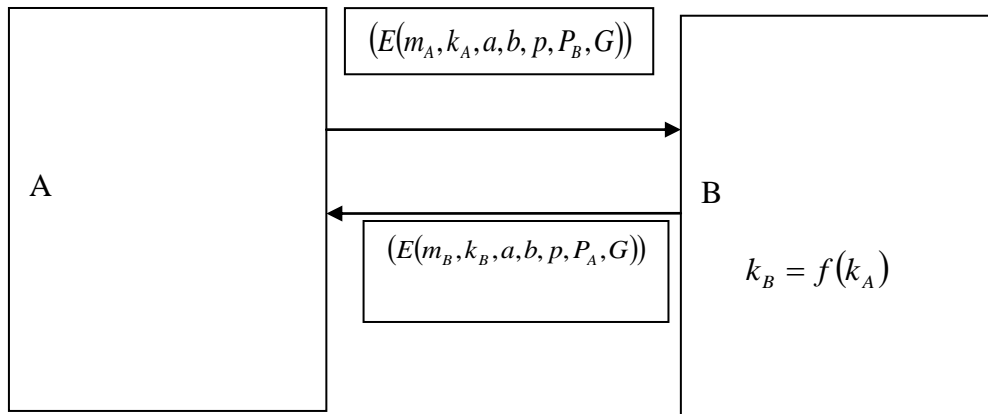 (E(m_A, k_A, a, b, p, P_B, G))
A
B
(E(m_B, k_B, a, b, p, P_A, G))
k_B = f(k_A)